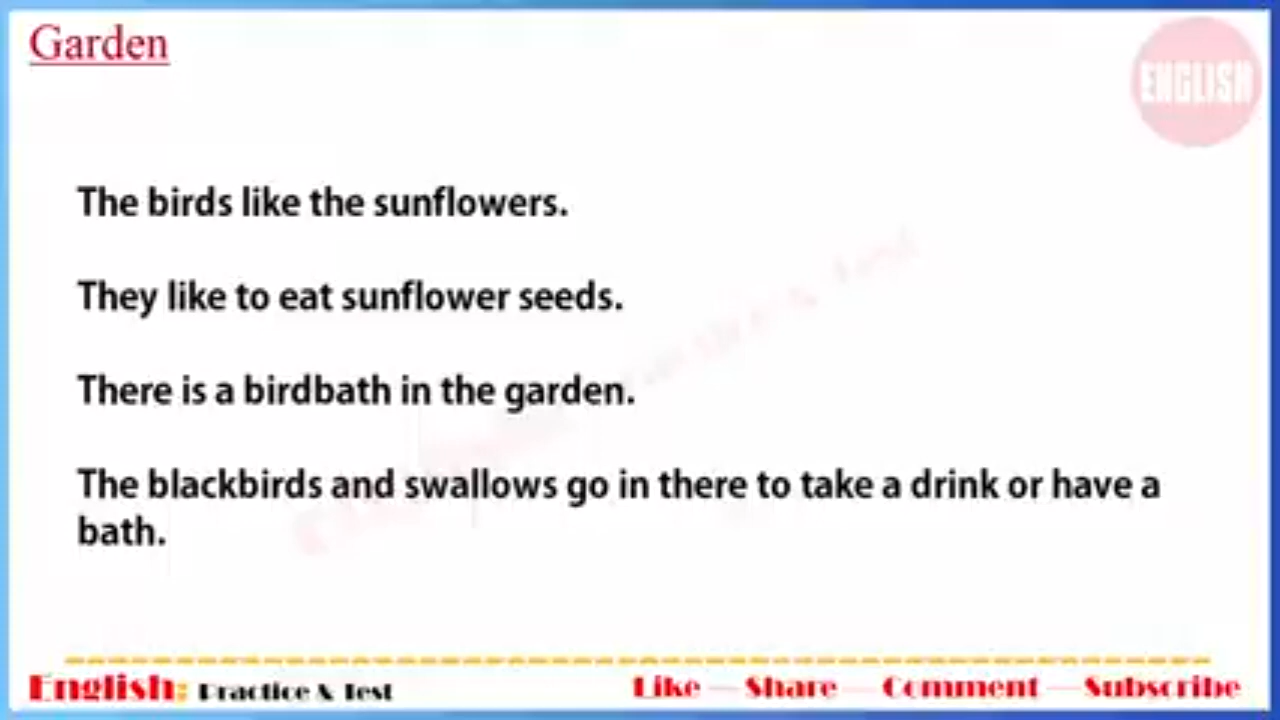 Garden
ENGLISH
The birds like the sunflowers.
They like to eat sunflower seeds.
There is a birdbath in the garden.
The blackbirds and swallows go in there to take a drink or have a
bath.
English: Practice & Test
Like — Share — Comment — Subscribe